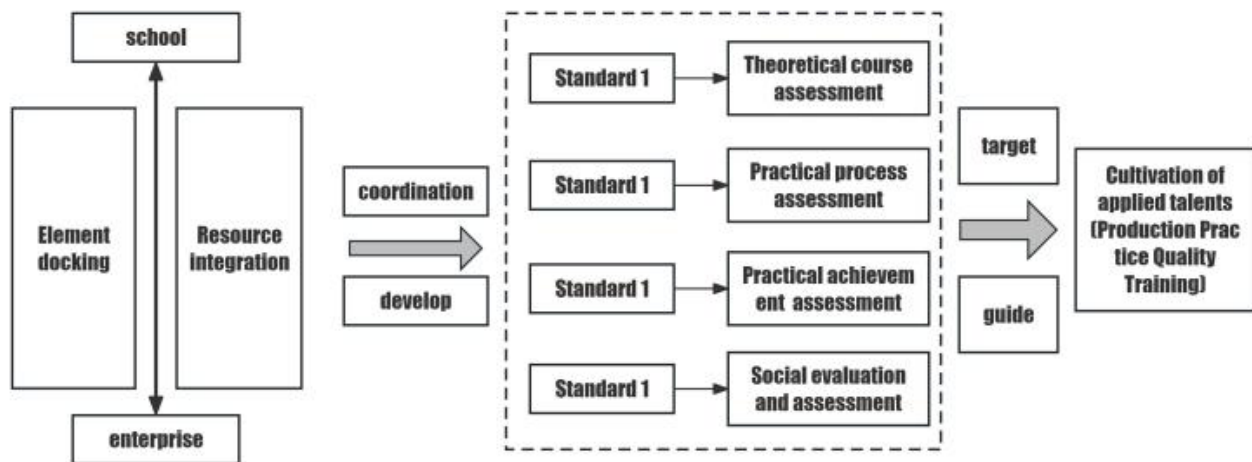 school
Element
docking
Resource
integration
enterprise
coordination
develop
Standard 1
Theoretical course
assessment
Standard 1
Practical process
assessment
Standard 1
Practical achievem
ent assessment
Standard 1
Social evaluation
and assessment
target
guide
Cultivation of
applied talents
(Production Prac
tice Quality
Training)